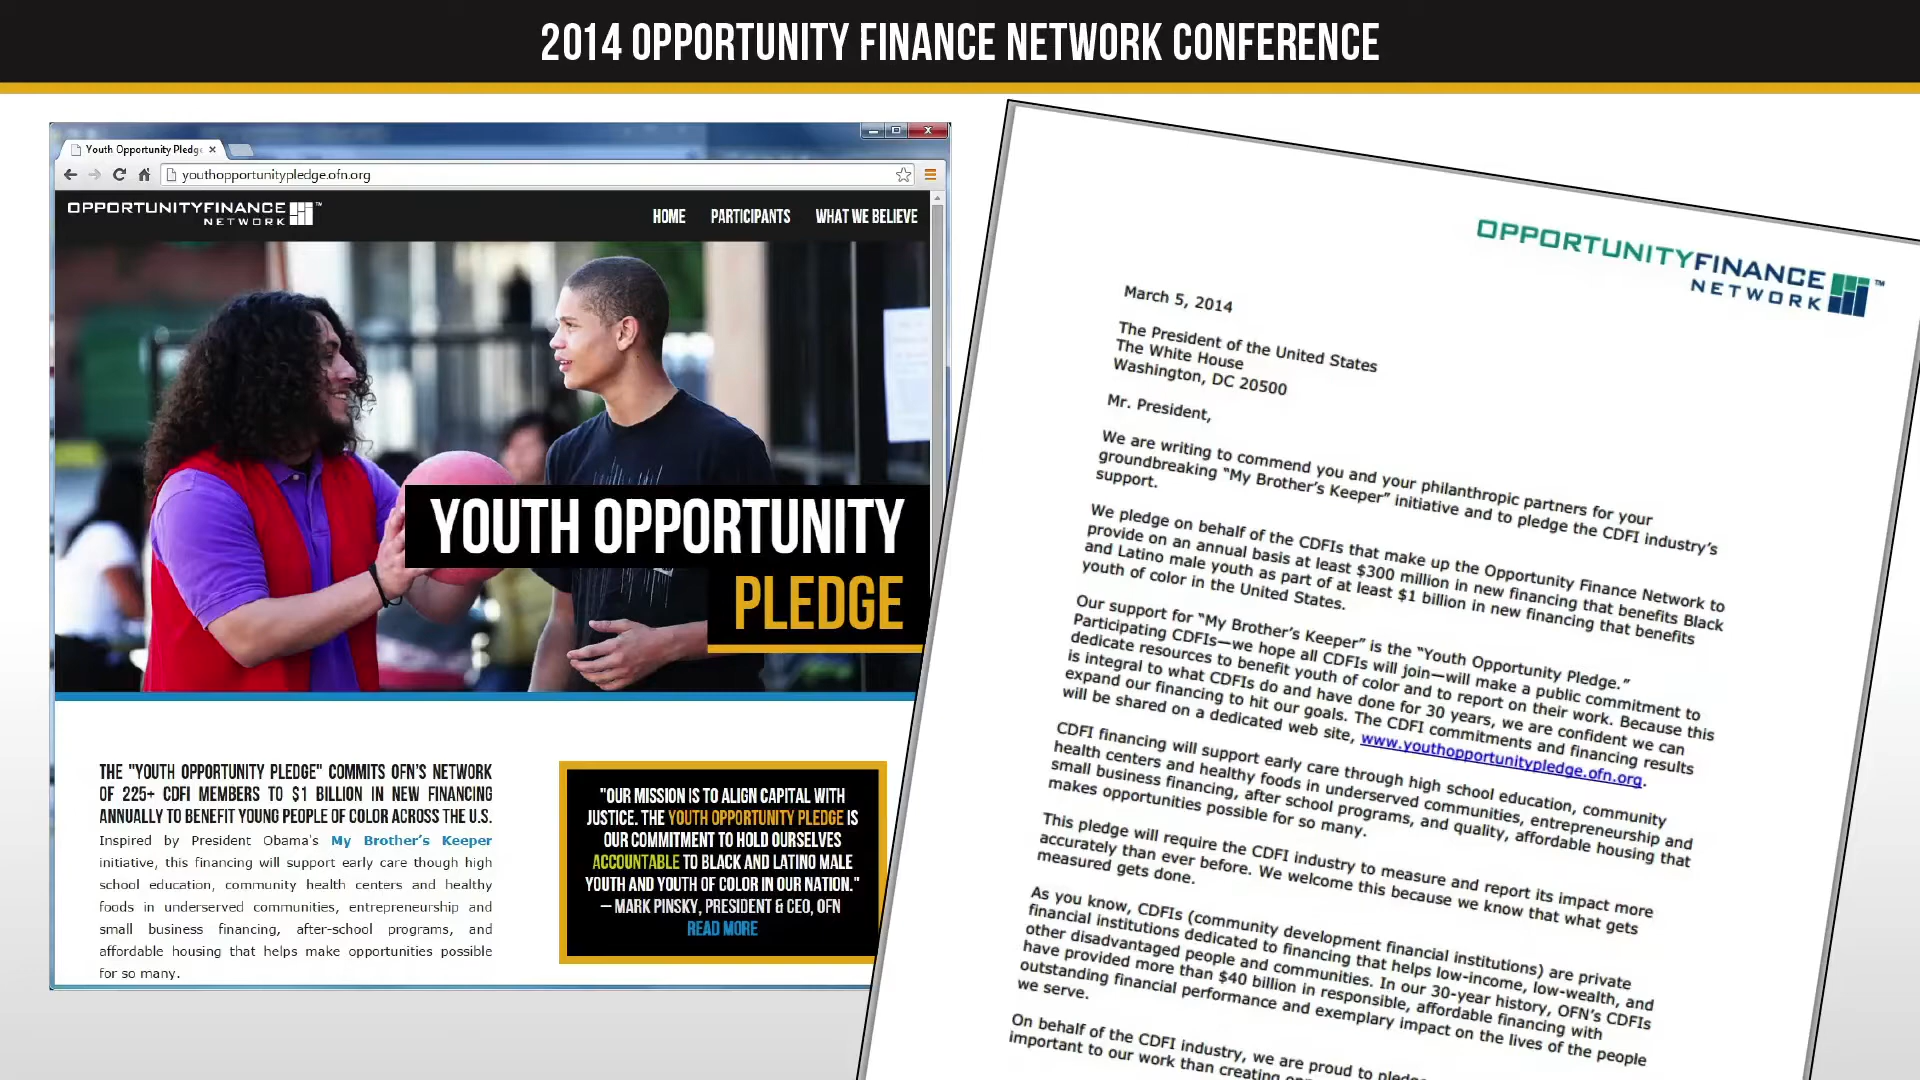 2014 OPPORTUNITY FINANCE NETWORK CONFERENCE
Youth Opportunity Pledg
youthopportunitypledge.ofn.org
OPPORTUNITYFINANCE
NETWORK
™
HOME PARTICIPANTS WHAT WE BELIEVE
YOUTH OPPORTUNITY
PLEDGE
THE "YOUTH OPPORTUNITY PLEDGE" COMMITS OFN'S NETWORK
OF 225+ CDFI MEMBERS TO $1 BILLION IN NEW FINANCING
ANNUALLY TO BENEFIT YOUNG PEOPLE OF COLOR ACROSS THE U.S.
Inspired by President Obama's My Brother's Keeper
initiative, this financing will support early care though high
school education, community health centers and healthy
foods in underserved communities, entrepreneurship and
small business financing, after-school programs, and
affordable housing that helps make opportunities possible
for so many.
"OUR MISSION IS TO ALIGN CAPITAL WITH
JUSTICE. THE YOUTH OPPORTUNITY PLEDGE IS
OUR COMMITMENT TO HOLD OURSELVES
ACCOUNTABLE TO BLACK AND LATINO MALE
YOUTH AND YOUTH OF COLOR IN OUR NATION."
– MARK PINSKY, PRESIDENT & CEO, OFN
READ MORE
OPPORTUNITYFINANCE
NETWORK
™
March 5, 2014
The President of the United States
The White House
Washington, DC 20500
Mr. President,
We are writing to commend you and your philanthropic partners for your
groundbreaking “My Brother’s Keeper” initiative and to pledge the CDFI industry’s
support.
We pledge on behalf of the CDFIs that make up the Opportunity Finance Network to
provide on an annual basis at least $300 million in new financing that benefits Black
and Latino male youth as part of at least $1 billion in new financing that benefits
youth of color in the United States.
Our support for “My Brother’s Keeper” is the “Youth Opportunity Pledge.”
Participating CDFIs—we hope all CDFIs will join—will make a public commitment to
dedicate resources to benefit youth of color and to report on their work. Because this
is integral to what CDFIs do and have done for 30 years, we are confident we can
expand our financing to hit our goals. The CDFI commitments and financing results
will be shared on a dedicated web site, www.youthopportunitypledge.ofn.org.
CDFI financing will support early care through high school education, community
health centers and healthy foods in underserved communities, entrepreneurship and
small business financing, after school programs, and quality, affordable housing that
makes opportunities possible for so many.
This pledge will require the CDFI industry to measure and report its impact more
accurately than ever before. We welcome this because we know that what gets
measured gets done.
As you know, CDFIs (community development financial institutions) are private
financial institutions dedicated to financing that helps low-income, low-wealth, and
other disadvantaged people and communities. In our 30-year history, OFN’s CDFIs
have provided more than $40 billion in responsible, affordable financing with
outstanding financial performance and exemplary impact on the lives of the people
we serve.
On behalf of the CDFI industry, we are proud to pledge
important to our work than creating